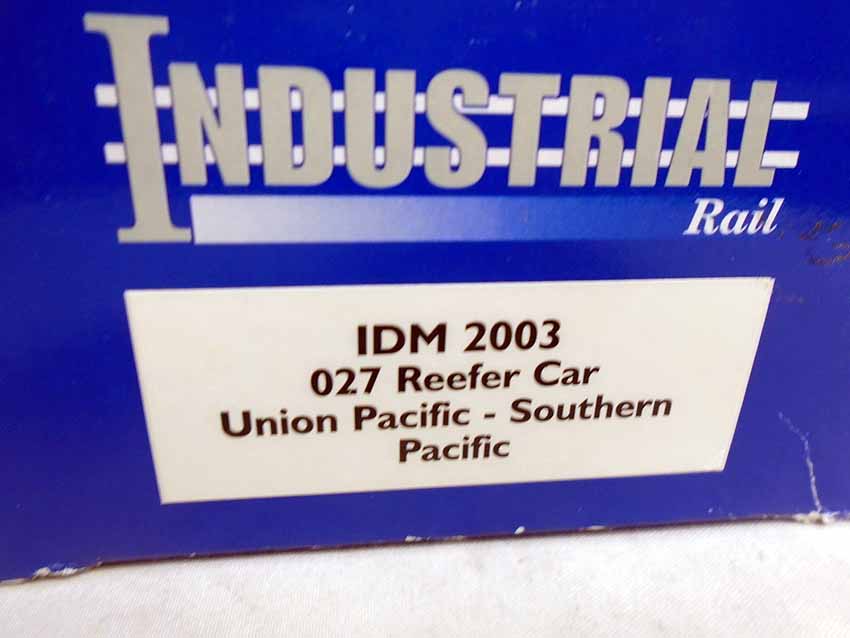 INDUSTRIAL
Rail
IDM 2003
027 Reefer Car
Union Pacific - Southern
Pacific